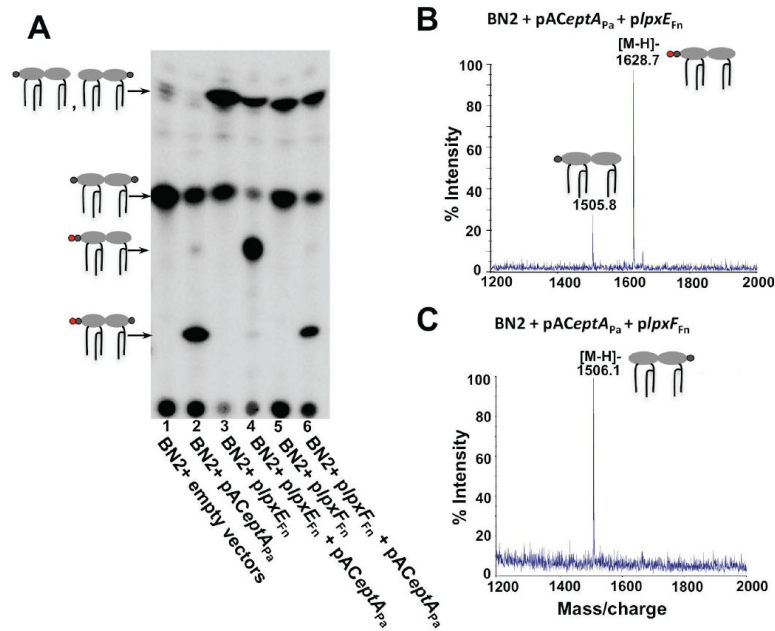 A
1 2 3 4 5 6
BN2+ empty vectors
BN2+ pACeptAPa
BN2+ plpxEFn
BN2+ plpxEFn + pACeptAPa
BN2+ plpxFFn
BN2+ plpxFFn + pACeptAPa
B
BN2 + pACeptAPa + plpxEFn
[M-H]-
1628.7
1505.8
% Intensity
100
80
60
40
20
0
1200 1400 1600 1800 2000
C
BN2 + pACeptAPa + plpxFFn
[M-H]-
1506.1
% Intensity
100
80
60
40
20
0
1200 1400 1600 1800 2000
Mass/charge